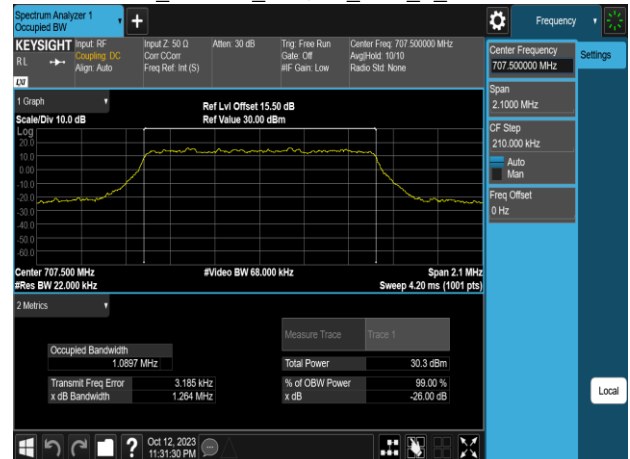 Spectrum Analyzer 1
Occupied BW
Frequency
KEYSIGHT
RL
LXI
Input: RF
Coupling: DC
Align: Auto
Input Z: 50 Ω
Corr CCorr
Freq Ref: Int (S)
Atten: 30 dB
Trig: Free Run
Gate: Off
#IF Gain: Low
Center Freq: 707.500000 MHz
Avg|Hold: 10/10
Radio Std: None
Center Frequency
707.500000 MHz
Settings
Span
2.1000 MHz
CF Step
210.000 kHz
Auto
Man
Freq Offset
0 Hz
Local
1 Graph
Scale/Div 10.0 dB
Ref Lvl Offset 15.50 dB
Ref Value 30.00 dBm
Log
20.0
10.0
0.00
-10.0
-20.0
-30.0
-40.0
-50.0
-60.0
Center 707.500 MHz
#Video BW 68.000 kHz
Span 2.1 MHz
#Res BW 22.000 kHz
Sweep 4.20 ms (1001 pts)
2 Metrics
Measure Trace
Trace 1
Occupied Bandwidth
1.0897 MHz
Total Power
30.3 dBm
Transmit Freq Error
3.185 kHz
% of OBW Power
99.00 %
x dB Bandwidth
1.264 MHz
x dB
-26.00 dB
?
Oct 12, 2023
11:31:30 PM